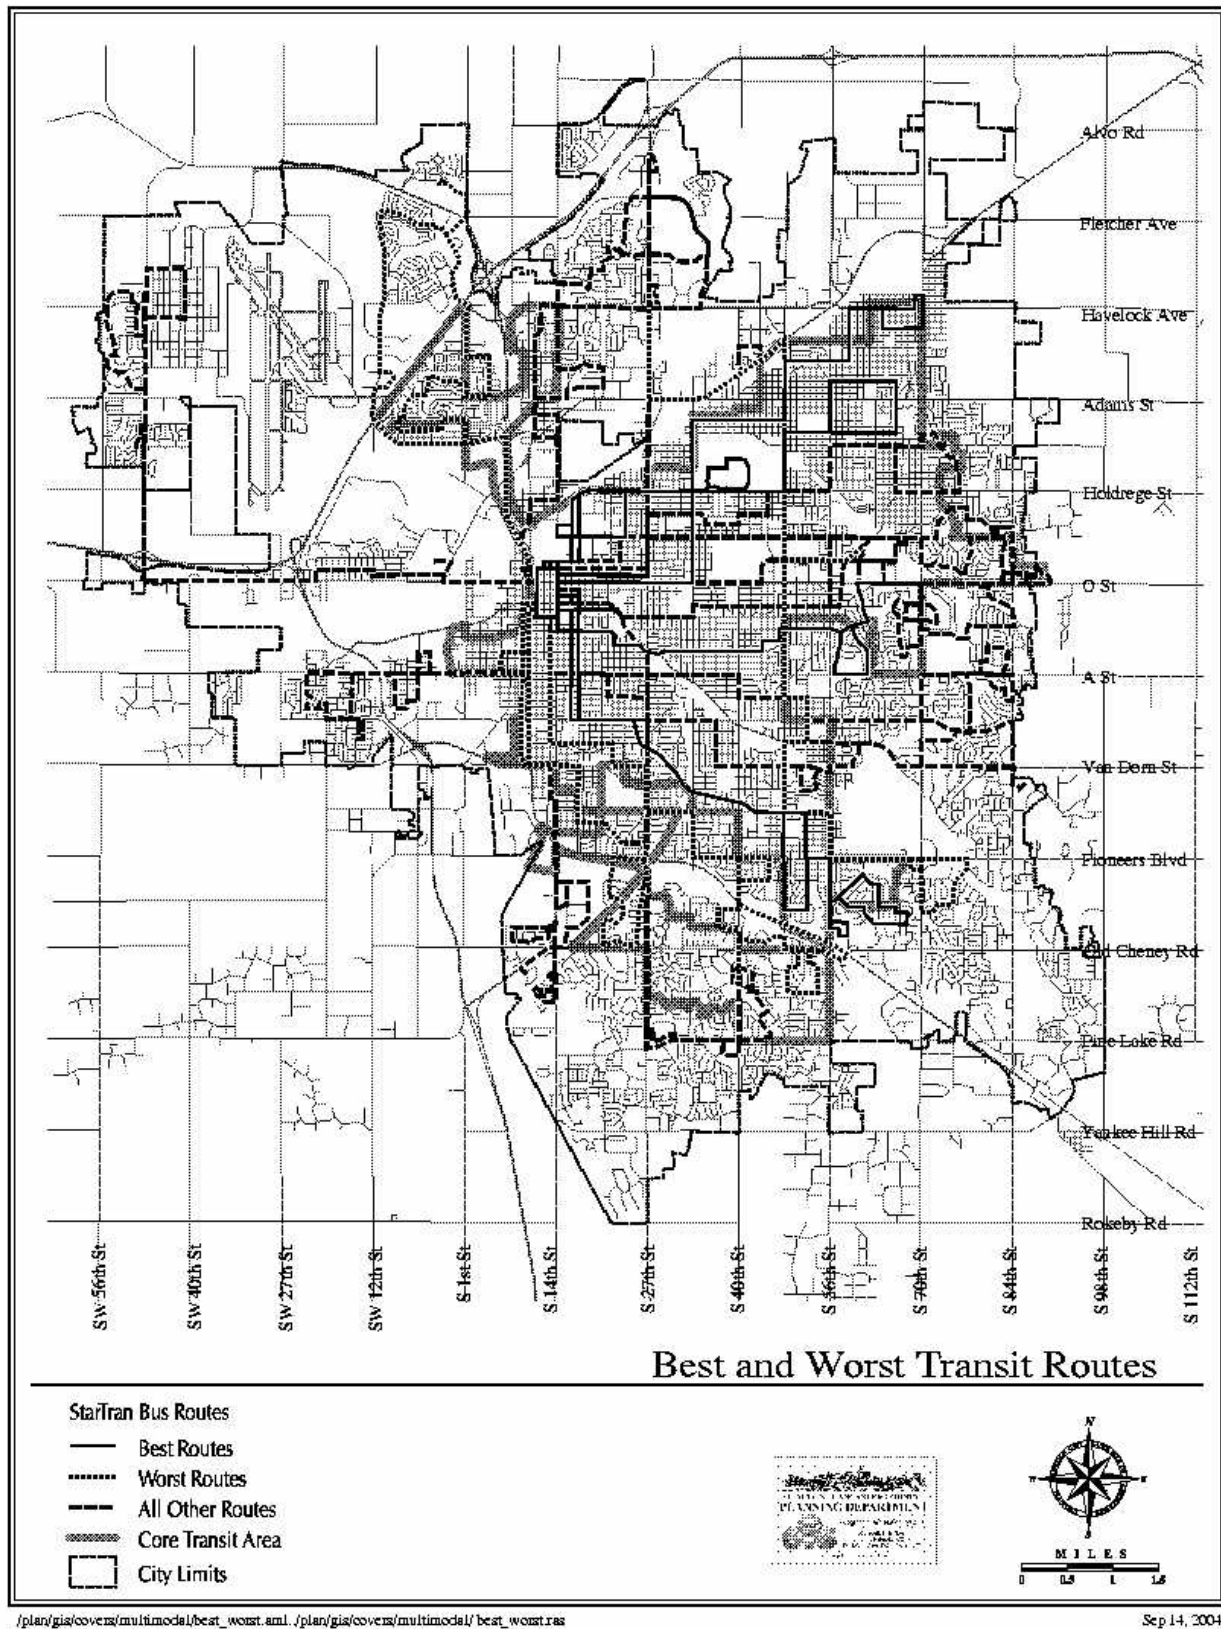 Alvo Rd
Fletcher Ave
Havelock Ave
Adams St
Holdrege St
O St
A St
Van Dorn St
Pioneers Blvd
Old Cheney Rd
Pine Lake Rd
Yankee Hill Rd
Rokeby Rd
SW 56th St
SW 40th St
SW 27th St
SW 12th St
S 1st St
S 14th St
S 27th St
S 40th St
S 56th St
S 70th St
S 84th St
S 98th St
S 112th St
Best and Worst Transit Routes
StarTran Bus Routes
Best Routes
Worst Routes
All Other Routes
Core Transit Area
City Limits
PLANNING DEPARTMENT
N
W E
S
M I L E S
0 0.5 1 1.5
/plan/gis/covers/multimodal/best_worst.aml../plan/gis/covers/multimodal/ best_worst.ras
Sep 14, 2004